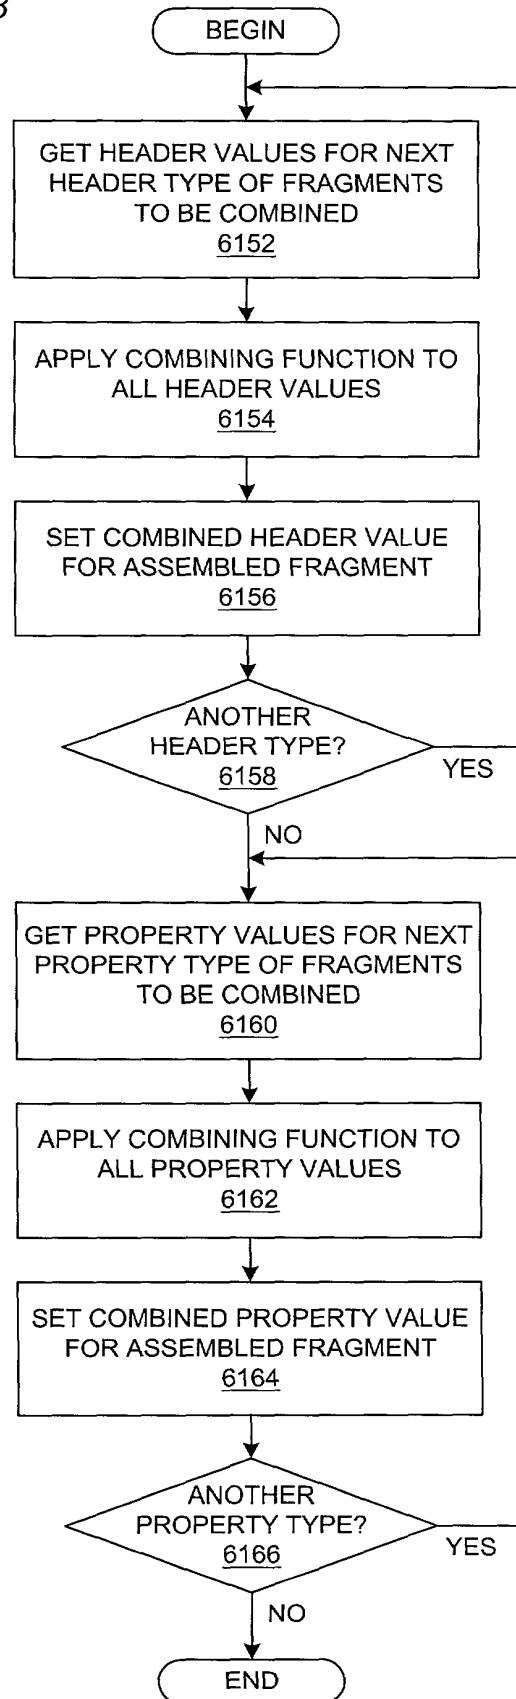 BEGIN
GET HEADER VALUES FOR NEXT
HEADER TYPE OF FRAGMENTS
TO BE COMBINED
6152
APPLY COMBINING FUNCTION TO
ALL HEADER VALUES
6154
SET COMBINED HEADER VALUE
FOR ASSEMBLED FRAGMENT
6156
ANOTHER
HEADER TYPE?
6158
YES
NO
GET PROPERTY VALUES FOR NEXT
PROPERTY TYPE OF FRAGMENTS
TO BE COMBINED
6160
APPLY COMBINING FUNCTION TO
ALL PROPERTY VALUES
6162
SET COMBINED PROPERTY VALUE
FOR ASSEMBLED FRAGMENT
6164
ANOTHER
PROPERTY TYPE?
6166
YES
NO
END